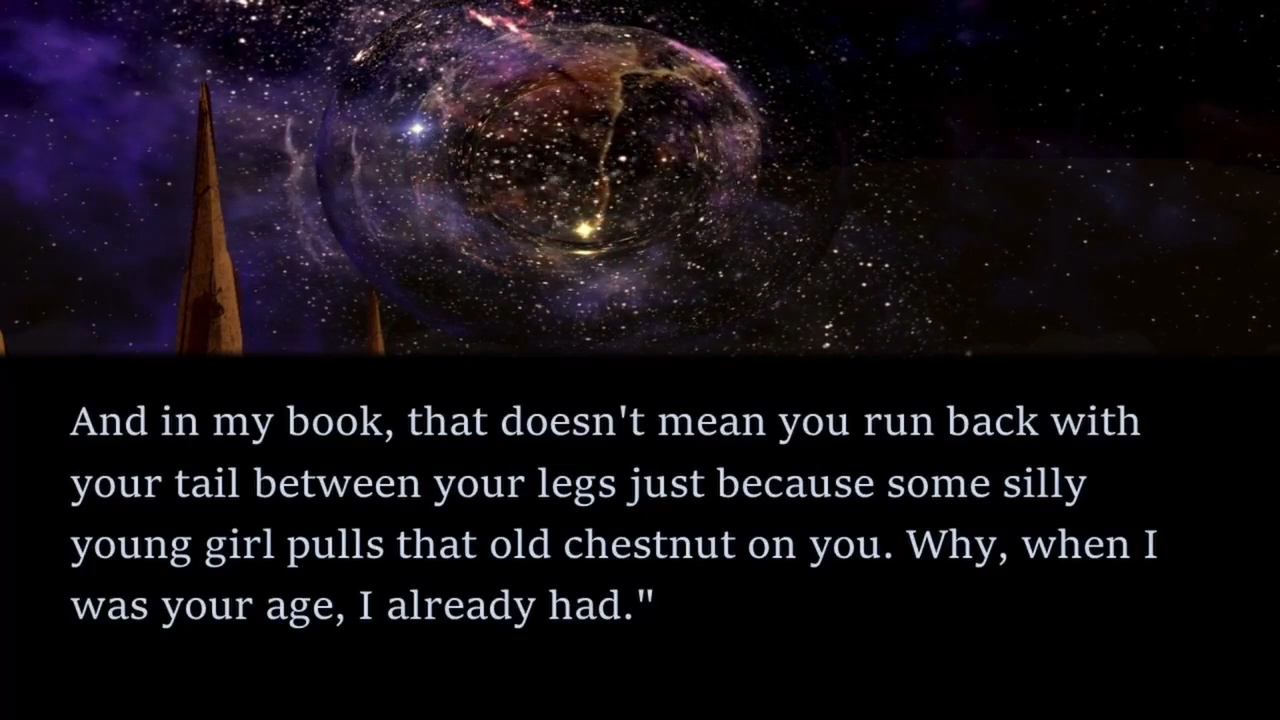 And in my book, that doesn't mean you run back with
your tail between your legs just because some silly
young girl pulls that old chestnut on you. Why, when I
was your age, I already had."